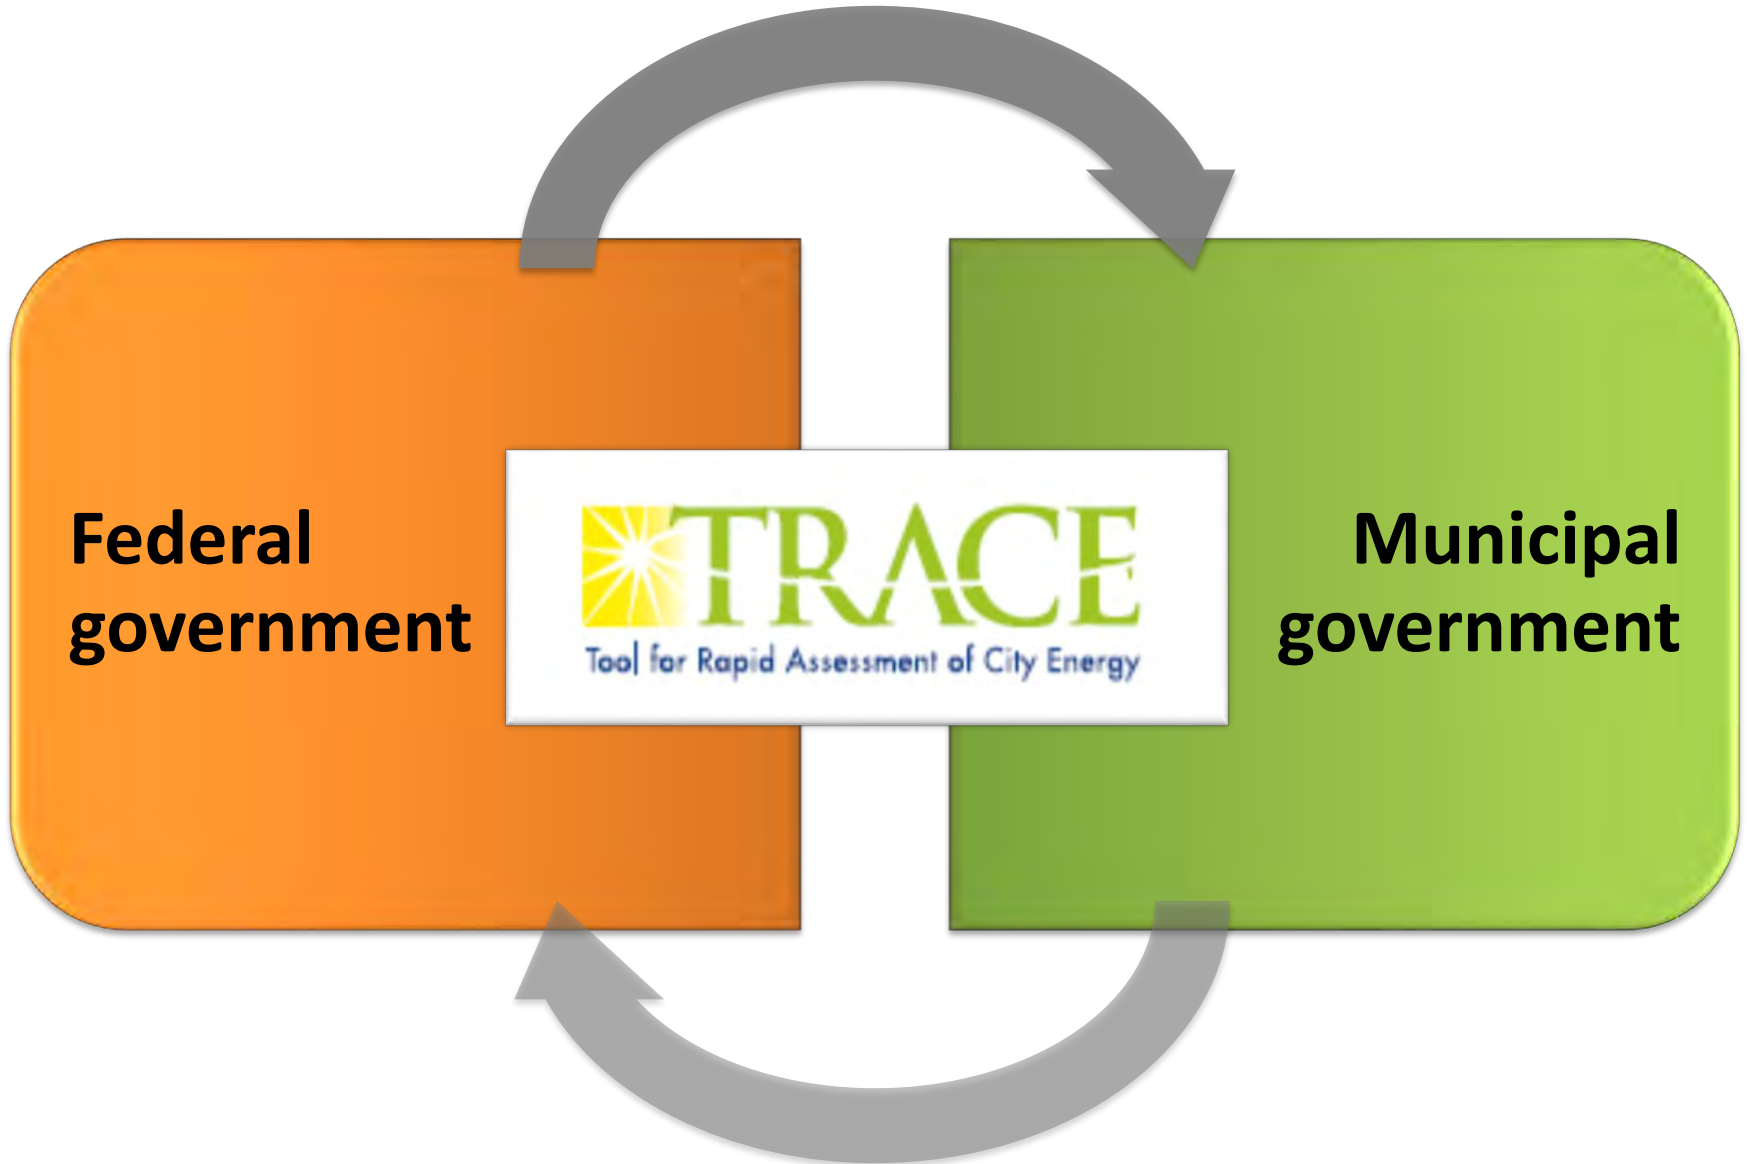 Federal
government
TRACE
Tool for Rapid Assessment of City Energy
Municipal
government